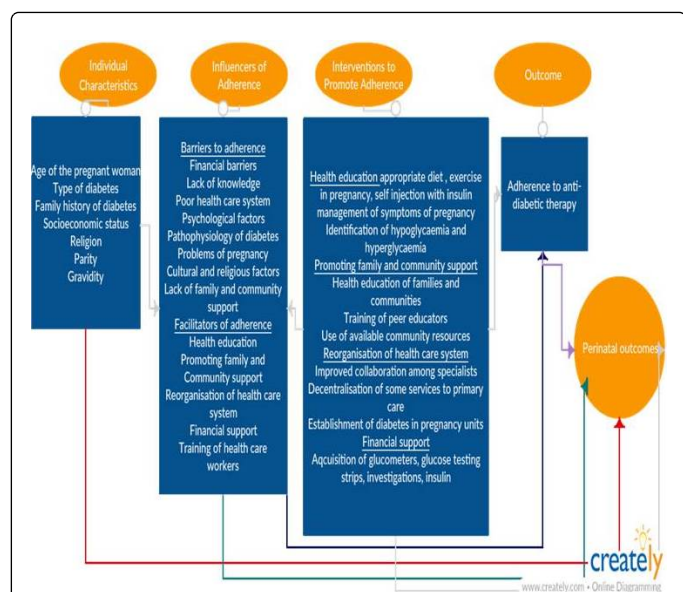 Individual
Characteristics
Influencers of
Adherence
Interventions to
Promote Adherence
Outcome
Age of the pregnant woman
Type of diabetes
Family history of diabetes
Socioeconomic status
Religion
Parity
Gravidity
Barriers to adherence
Financial barriers
Lack of knowledge
Poor health care system
Psychological factors
Pathophysiology of diabetes
Problems of pregnancy
Cultural and religious factors
Lack of family and community
support
Facilitators of adherence
Health education
Promoting family and
Community support
Reorganisation of health care
system
Financial support
Training of health care
workers
Health education appropriate diet , exercise
in pregnancy, self injection with insulin
management of symptoms of pregnancy
Identification of hypoglycaemia and
hyperglycaemia
Promoting family and community support
Health education of families and
communities
Training of peer educators
Use of available community resources
Reorganisation of health care system
Improved collaboration among specialists
Decentralisation of some services to primary
care
Establishment of diabetes in pregnancy units
Financial support
Aqcuisition of glucometers, glucose testing
strips, investigations, insulin
Adherence to anti-
diabetic therapy
Perinatal outcomes
creately
www.creately.com • Online Diagramming